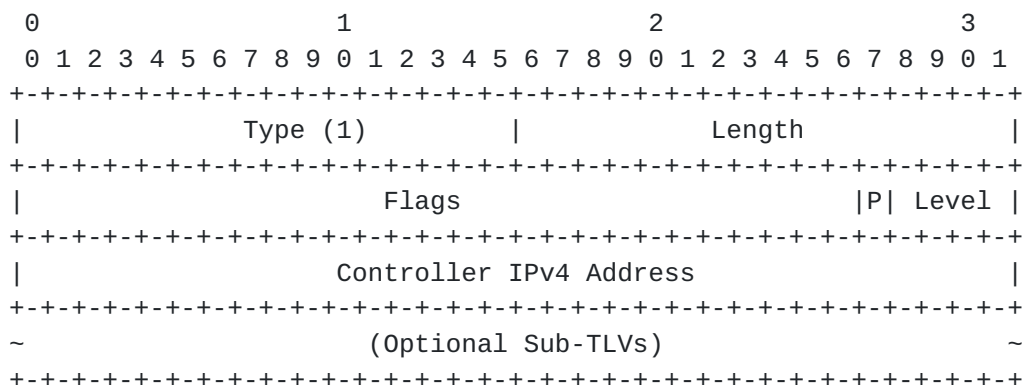 0                   1                   2                   3
 0 1 2 3 4 5 6 7 8 9 0 1 2 3 4 5 6 7 8 9 0 1 2 3 4 5 6 7 8 9 0 1
+-+-+-+-+-+-+-+-+-+-+-+-+-+-+-+-+-+-+-+-+-+-+-+-+-+-+-+-+-+-+-+-+
|              Type (1)         |            Length             |
+-+-+-+-+-+-+-+-+-+-+-+-+-+-+-+-+-+-+-+-+-+-+-+-+-+-+-+-+-+-+-+-+
|                       Flags                         |P| Level |
+-+-+-+-+-+-+-+-+-+-+-+-+-+-+-+-+-+-+-+-+-+-+-+-+-+-+-+-+-+-+-+-+
|                    Controller IPv4 Address                    |
+-+-+-+-+-+-+-+-+-+-+-+-+-+-+-+-+-+-+-+-+-+-+-+-+-+-+-+-+-+-+-+-+
~                      (Optional Sub-TLVs)                      ~
+-+-+-+-+-+-+-+-+-+-+-+-+-+-+-+-+-+-+-+-+-+-+-+-+-+-+-+-+-+-+-+-+